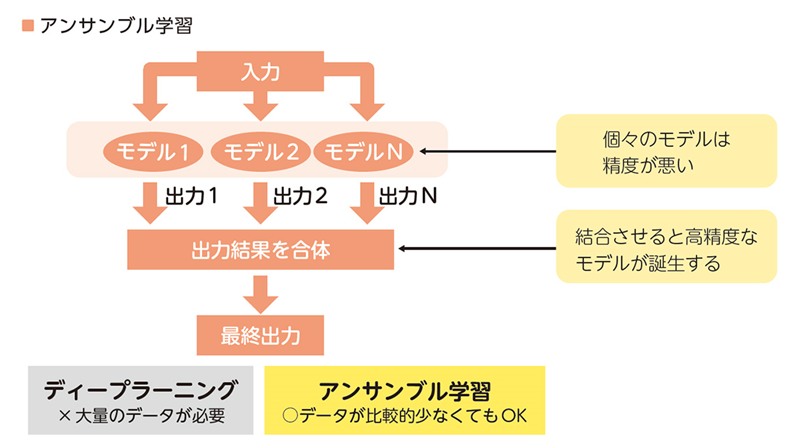 ■ アンサンブル学習
入力
モデル1
モデル2
モデルN
個々のモデルは
精度が悪い
出力1
出力2
出力N
出力結果を合体
結合させると高精度な
モデルが誕生する
最終出力
ディープラーニング
×大量のデータが必要
アンサンブル学習
○データが比較的少なくてもOK